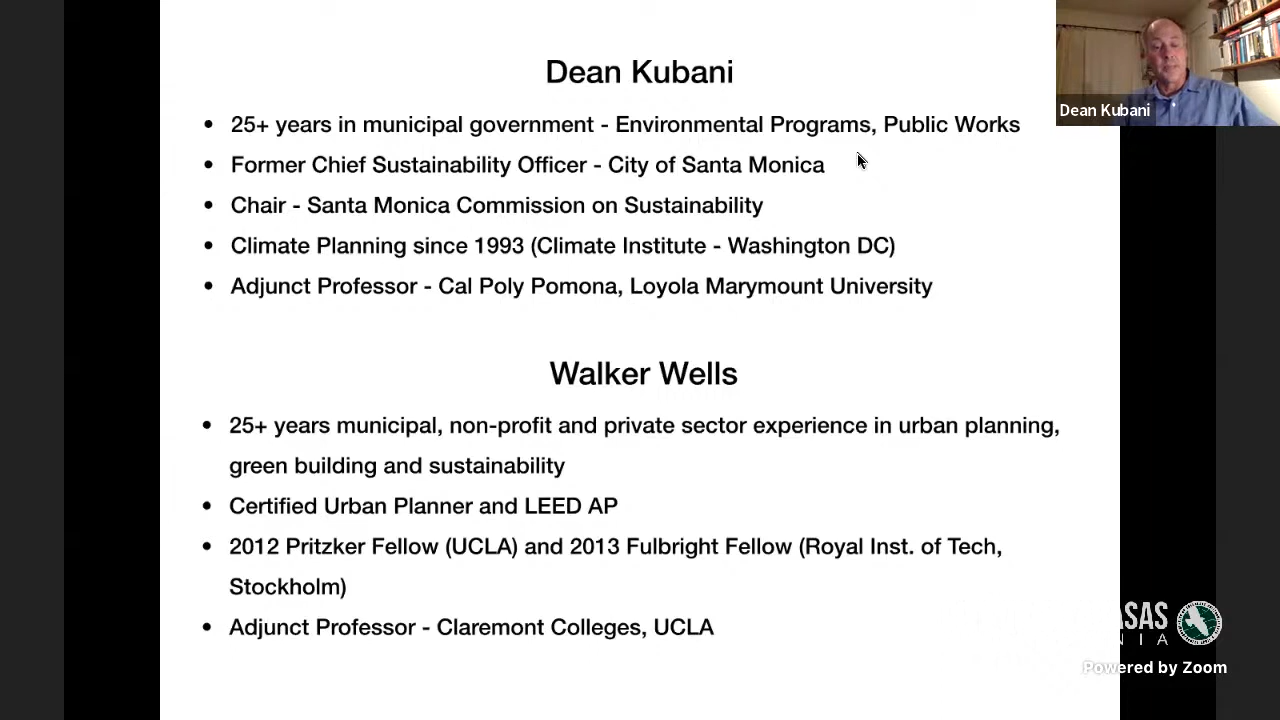 Dean Kubani
• 25+ years in municipal government - Environmental Programs, Public Works
• Former Chief Sustainability Officer - City of Santa Monica
• Chair - Santa Monica Commission on Sustainability
• Climate Planning since 1993 (Climate Institute - Washington DC)
• Adjunct Professor - Cal Poly Pomona, Loyola Marymount University
Walker Wells
• 25+ years municipal, non-profit and private sector experience in urban planning,
green building and sustainability
• Certified Urban Planner and LEED AP
• 2012 Pritzker Fellow (UCLA) and 2013 Fulbright Fellow (Royal Inst. of Tech,
Stockholm)
• Adjunct Professor - Claremont Colleges, UCLA
Dean Kubani
ASAS
NIA
Powered by Zoom